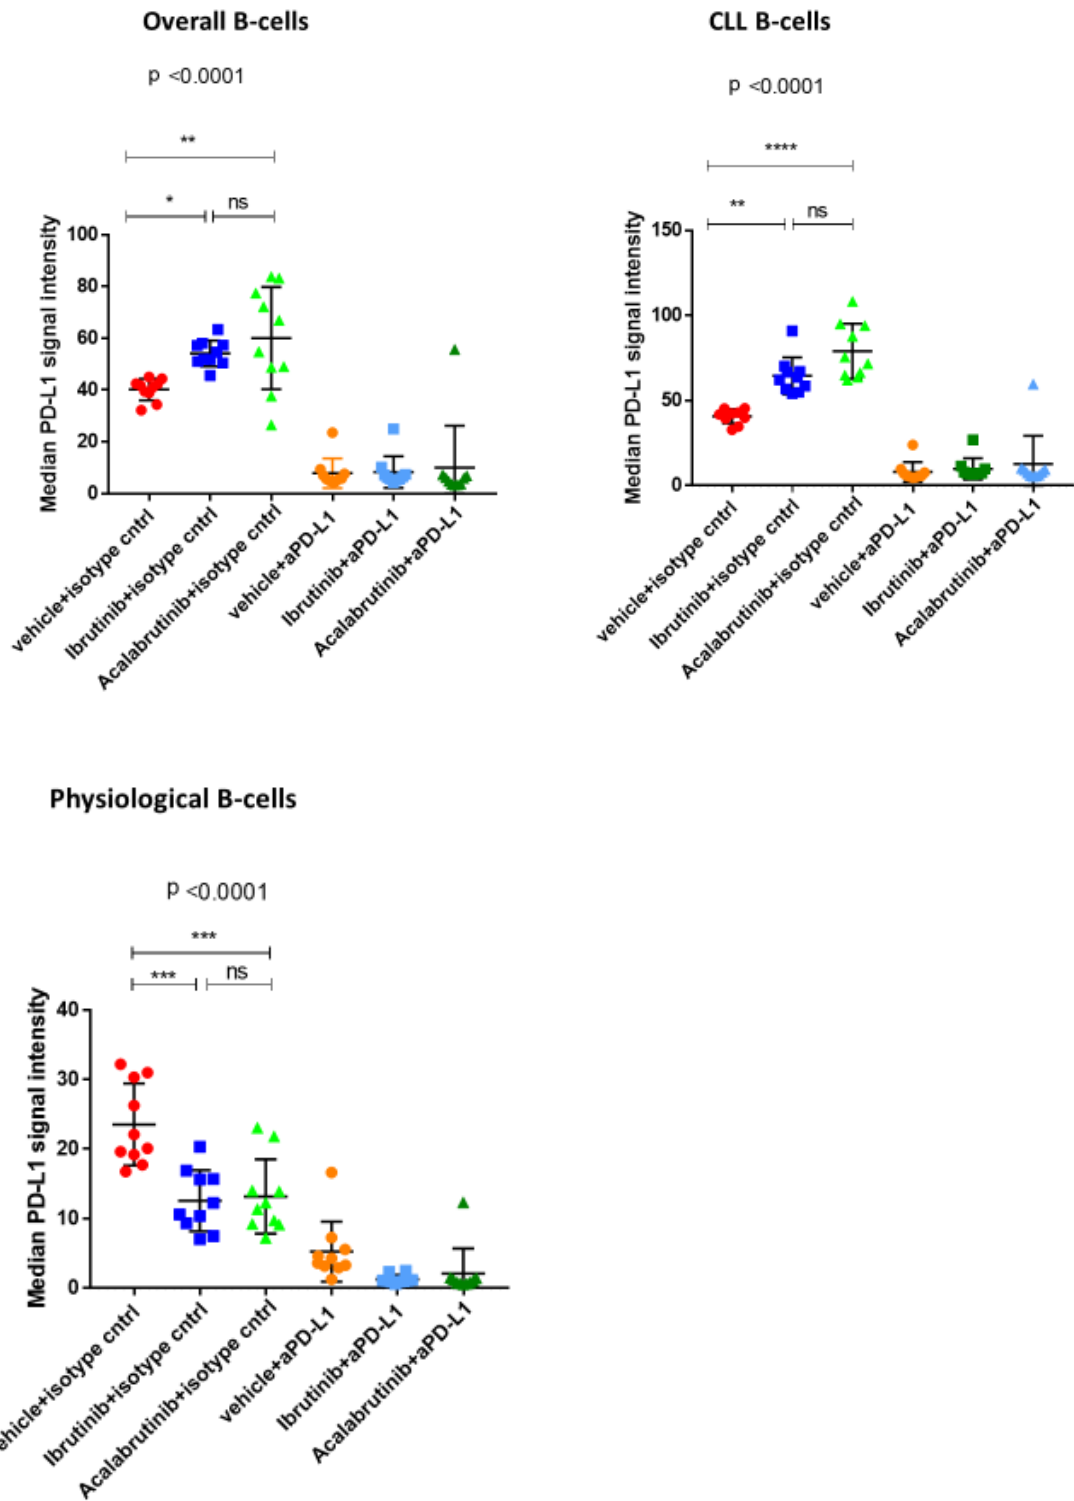 Overall B-cells
p <0.0001
**
*
ns
Median PD-L1 signal intensity
100
80
60
40
20
0
vehicle+isotype cntrl
Ibrutinib+isotype cntrl
Acalabrutinib+isotype cntrl
vehicle+aPD-L1
Ibrutinib+aPD-L1
Acalabrutinib+aPD-L1
CLL B-cells
p <0.0001
****
**
ns
Median PD-L1 signal intensity
150
100
50
0
vehicle+isotype cntrl
Ibrutinib+isotype cntrl
Acalabrutinib+isotype cntrl
vehicle+aPD-L1
Ibrutinib+aPD-L1
Acalabrutinib+aPD-L1
Physiological B-cells
p <0.0001
***
***
ns
Median PD-L1 signal intensity
40
30
20
10
0
vehicle+isotype cntrl
Ibrutinib+isotype cntrl
Acalabrutinib+isotype cntrl
vehicle+aPD-L1
Ibrutinib+aPD-L1
Acalabrutinib+aPD-L1